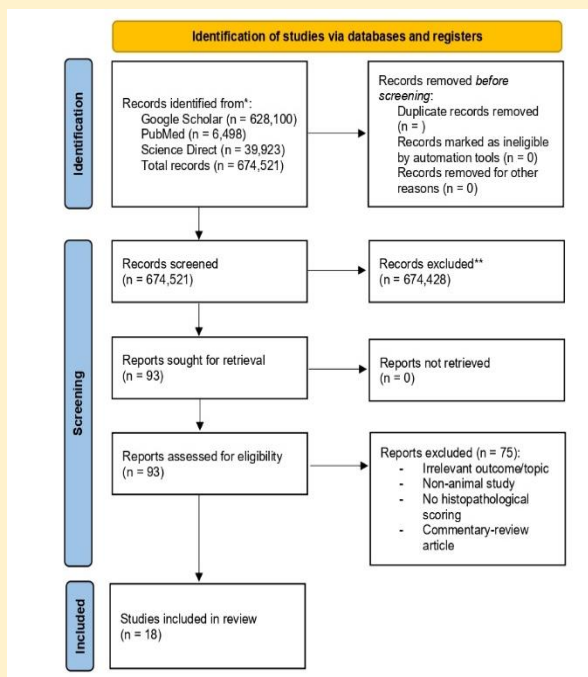 Identification of studies via databases and registers
Identification
Records identified from*:
Google Scholar (n = 628,100)
PubMed (n = 6,498)
Science Direct (n = 39,923)
Total records (n = 674,521)
Records removed before
screening:
Duplicate records removed
(n = )
Records marked as ineligible
by automation tools (n = 0)
Records removed for other
reasons (n = 0)
Screening
Records screened
(n = 674,521)
Records excluded**
(n = 674,428)
Reports sought for retrieval
(n = 93)
Reports not retrieved
(n = 0)
Reports assessed for eligibility
(n = 93)
Reports excluded (n = 75):
- Irrelevant outcome/topic
- Non-animal study
- No histopathological
scoring
- Commentary-review
article
Included
Studies included in review
(n = 18)